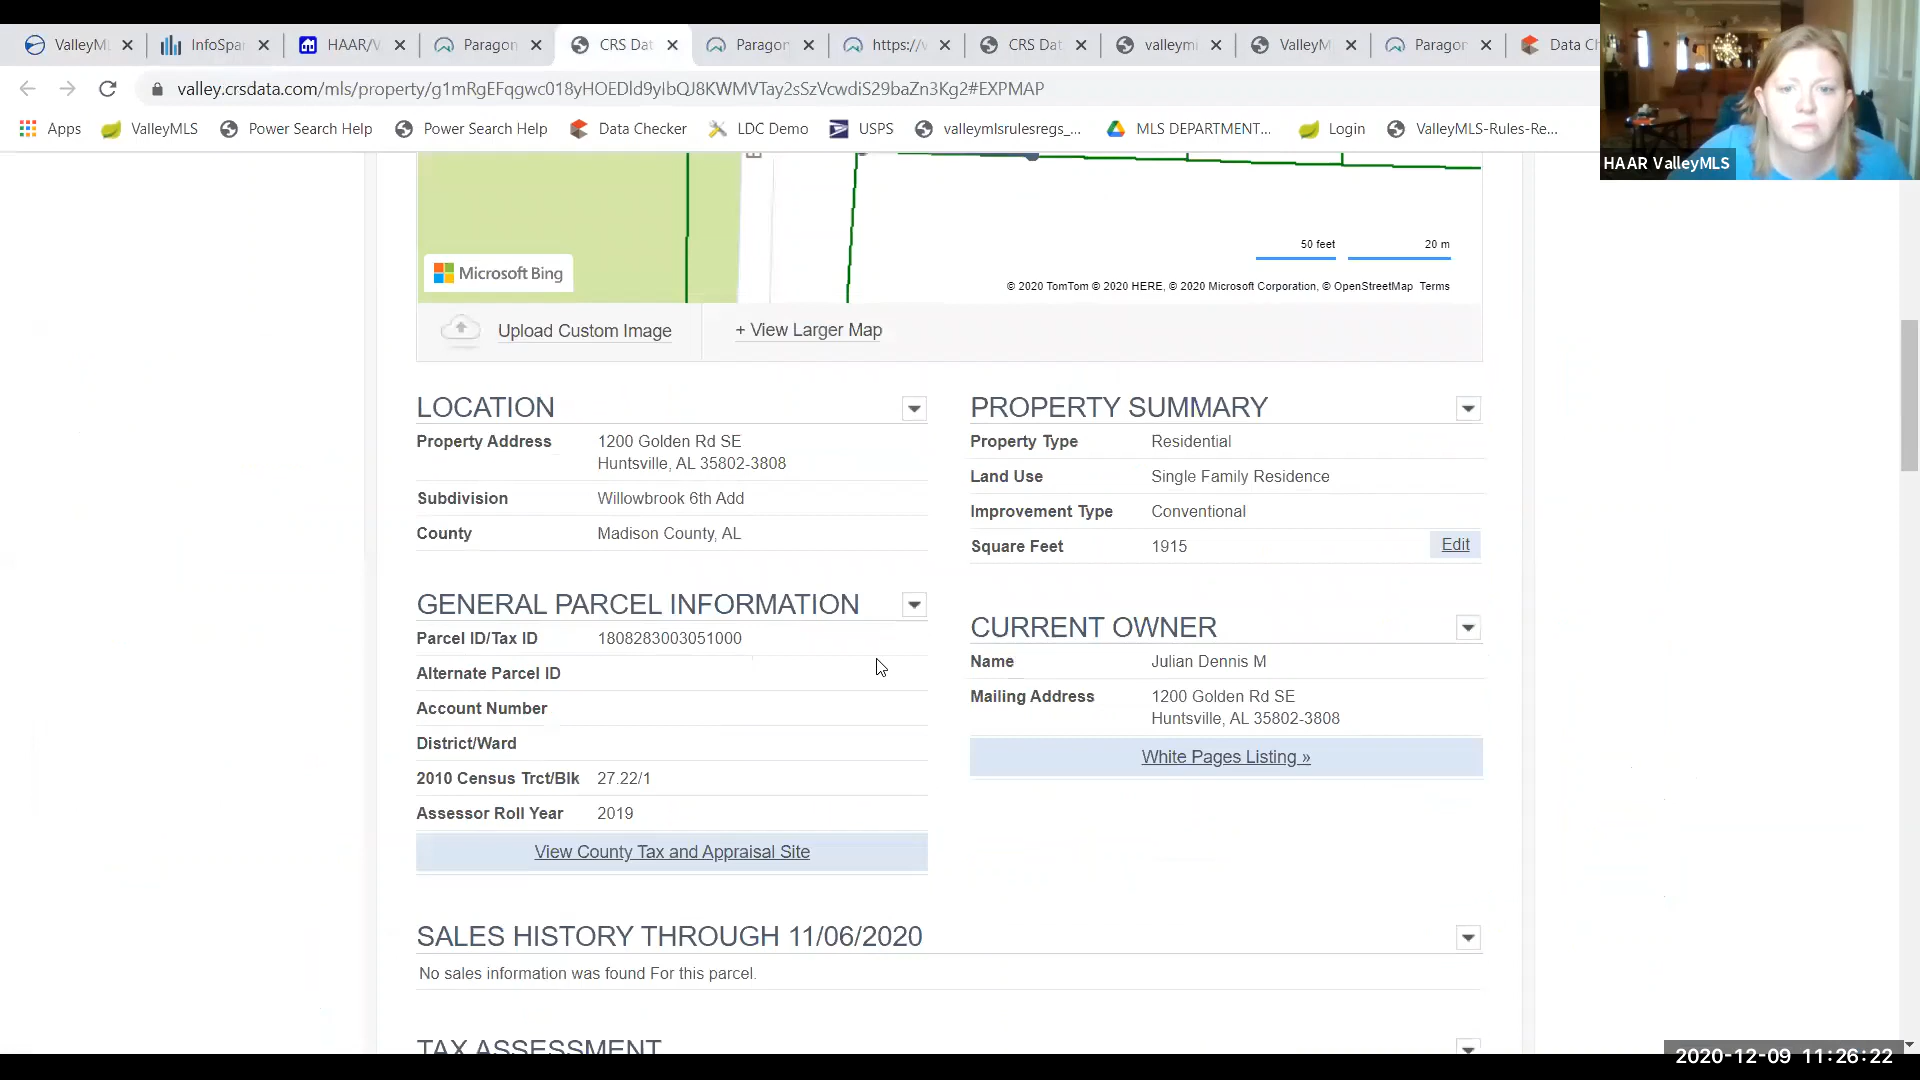 ValleyML
InfoSpar
HAAR/V
Paragon
CRS Dat
Paragon
https://v
CRS Dat
valleyml
ValleyM
Paragon
Data Ch
valley.crsdata.com/mls/property/g1mRgEFqgwc018yHOEDld9ylbQJ8KWMVTay2sSzVcwdiS29baZn3Kg2#EXPMAP
Apps
ValleyMLS
Power Search Help
Power Search Help
Data Checker
LDC Demo
USPS
valleymlsrulesregs_...
MLS DEPARTMENT...
Login
ValleyMLS-Rules-Re...
HAAR ValleyMLS
50 feet
20 m
Microsoft Bing
© 2020 TomTom © 2020 HERE, © 2020 Microsoft Corporation, © OpenStreetMap Terms
Upload Custom Image
+ View Larger Map
LOCATION
Property Address 1200 Golden Rd SE
Huntsville, AL 35802-3808
Subdivision Willowbrook 6th Add
County Madison County, AL
GENERAL PARCEL INFORMATION
Parcel ID/Tax ID 1808283003051000
Alternate Parcel ID
Account Number
District/Ward
2010 Census Trct/Blk 27.22/1
Assessor Roll Year 2019
View County Tax and Appraisal Site
PROPERTY SUMMARY
Property Type Residential
Land Use Single Family Residence
Improvement Type Conventional
Square Feet 1915 Edit
CURRENT OWNER
Name Julian Dennis M
Mailing Address 1200 Golden Rd SE
Huntsville, AL 35802-3808
White Pages Listing »
SALES HISTORY THROUGH 11/06/2020
No sales information was found For this parcel.
TAX ASSESSMENT
2020-12-09 11:26:22